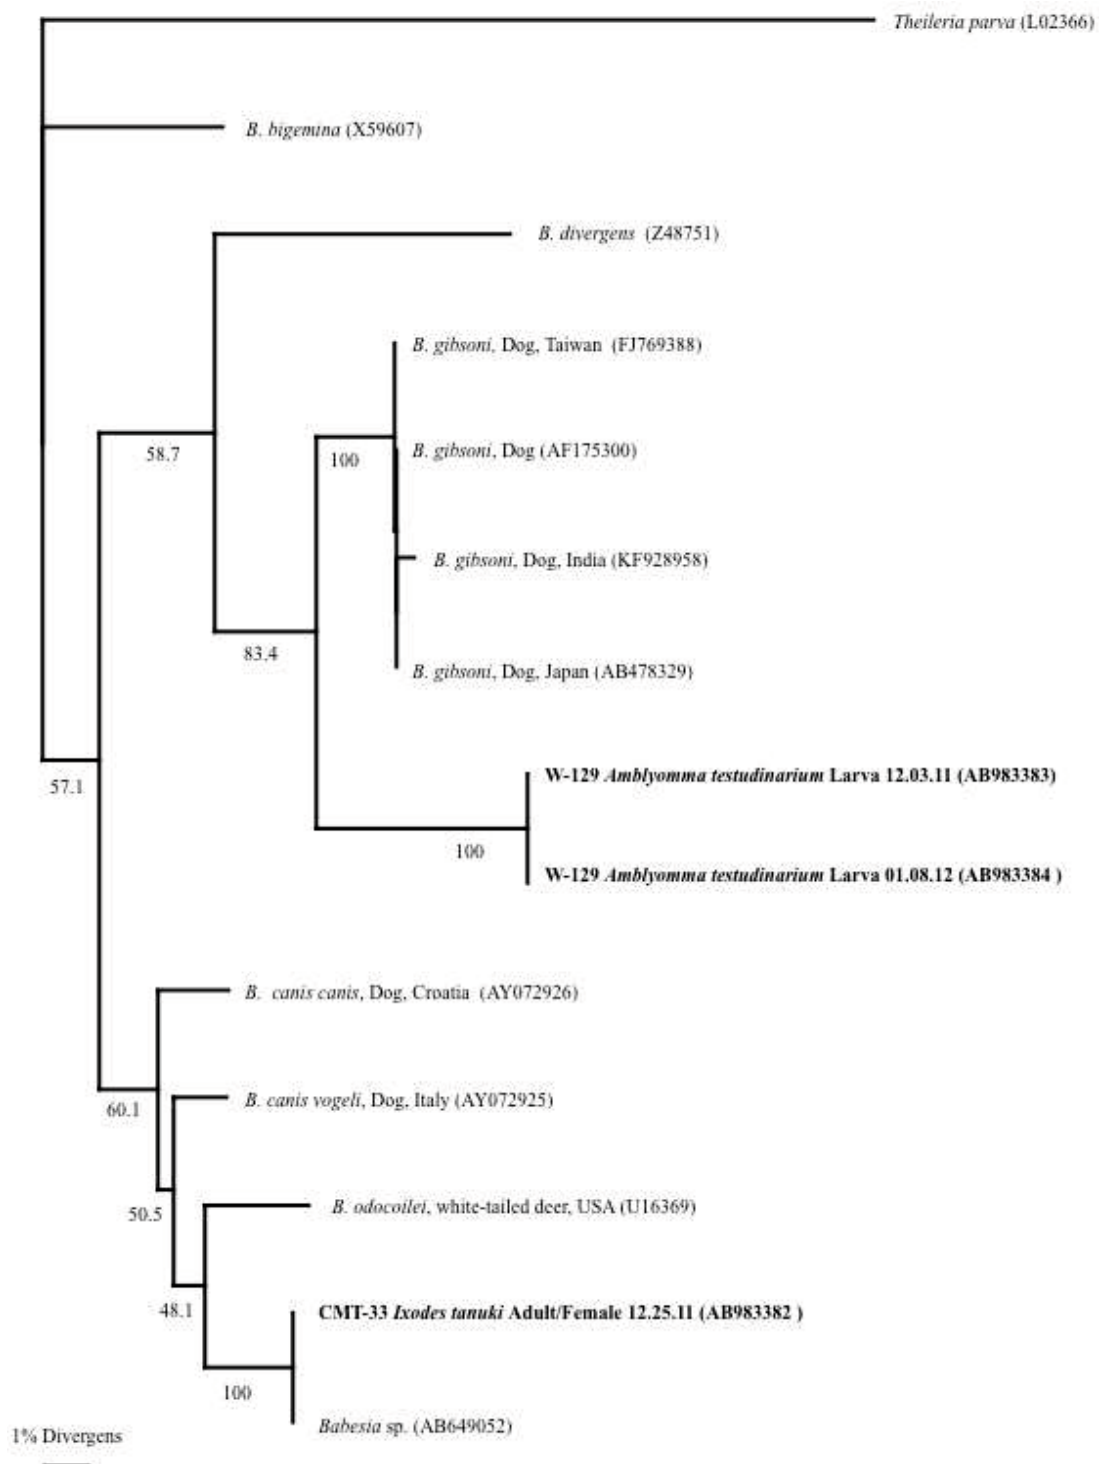 Theileria parva (L02366)
B. bigemina (X59607)
B. divergens (Z48751)
B. gibsoni, Dog, Taiwan (FJ769388)
58.7
100
B. gibsoni, Dog (AF175300)
B. gibsoni, Dog, India (KF928958)
83.4
B. gibsoni, Dog, Japan (AB478329)
57.1
W-129 Amblyomma testudinarium Larva 12.03.11 (AB983383)
100
W-129 Amblyomma testudinarium Larva 01.08.12 (AB983384 )
B. canis canis, Dog, Croatia (AY072926)
60.1
B. canis vogeli, Dog, Italy (AY072925)
50.5
B. odocoilei, white-tailed deer, USA (U16369)
48.1
CMT-33 Ixodes tanuki Adult/Female 12.25.11 (AB983382 )
100
Babesia sp. (AB649052)
1% Divergens